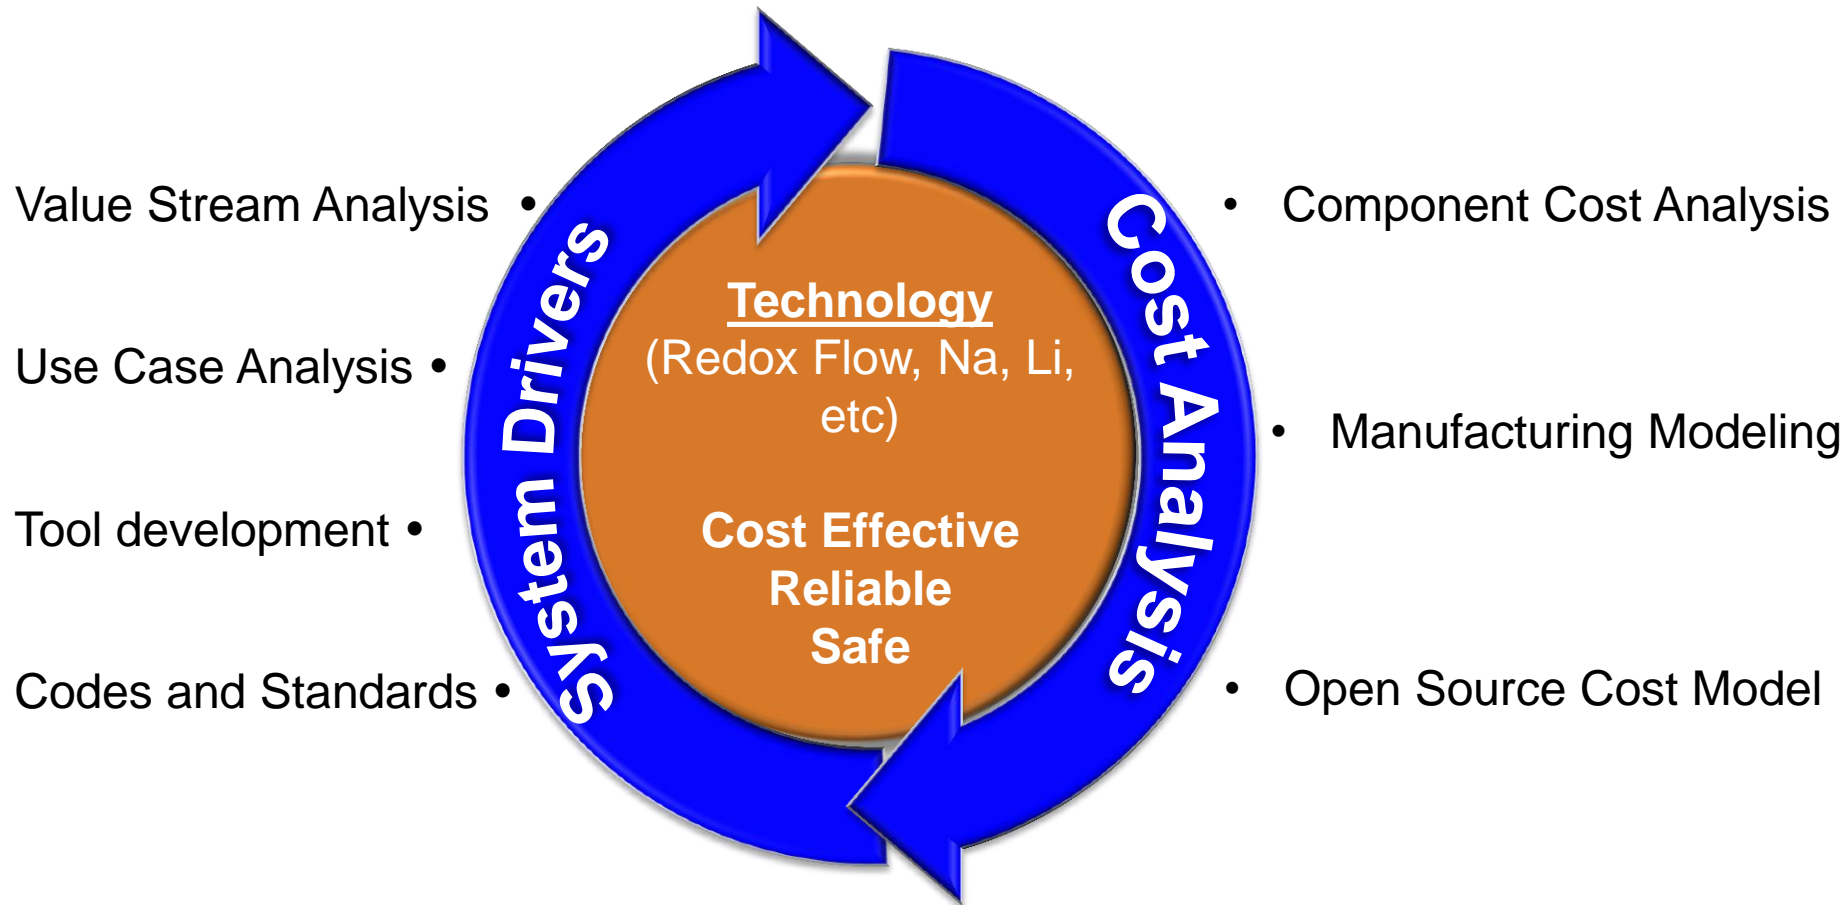 Value Stream Analysis •
Use Case Analysis •
Tool development •
Codes and Standards •
System Drivers
Technology
(Redox Flow, Na, Li,
etc)
Cost Effective
Reliable
Safe
Cost Analysis
• Component Cost Analysis
• Manufacturing Modeling
• Open Source Cost Model